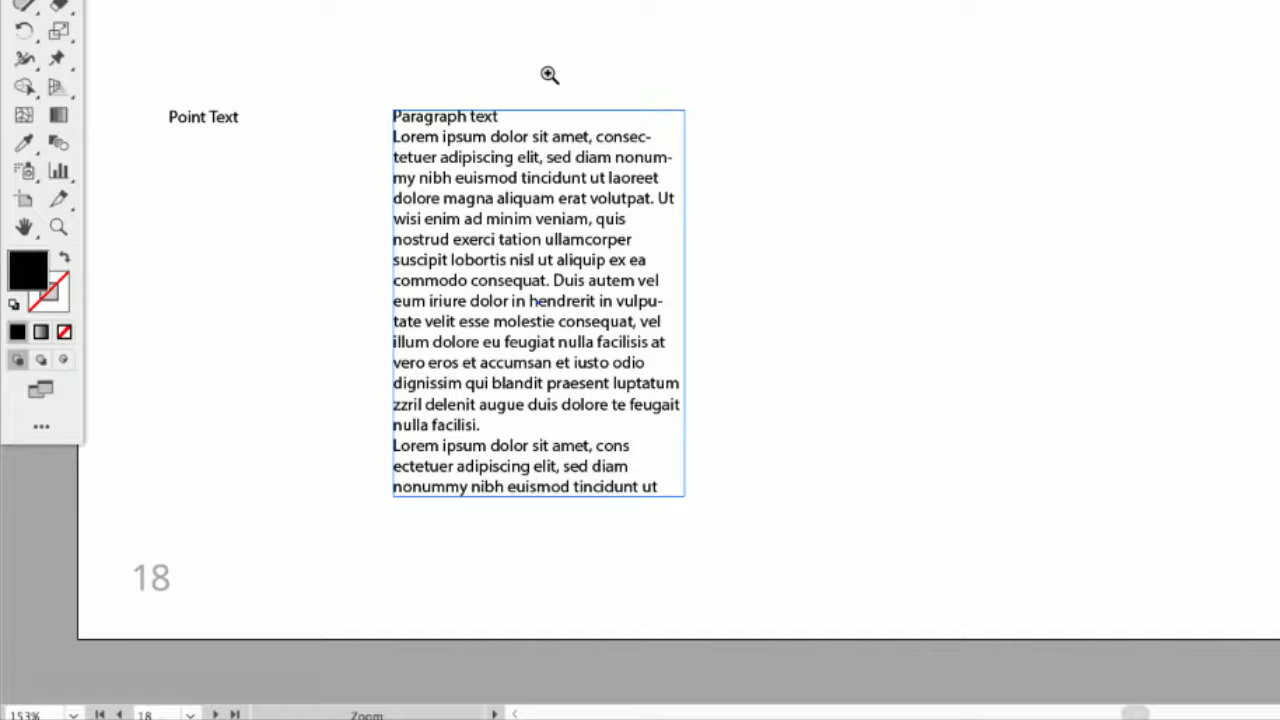 Point Text
Paragraph text
Lorem ipsum dolor sit amet, consec-
tetuer adipiscing elit, sed diam nonum-
my nibh euismod tincidunt ut laoreet
dolore magna aliquam erat volutpat. Ut
wisi enim ad minim veniam, quis
nostrud exerci tation ullamcorper
suscipit lobortis nisl ut aliquip ex ea
commodo consequat. Duis autem vel
eum iriure dolor in hendrerit in vulpu-
tate velit esse molestie consequat, vel
illum dolore eu feugiat nulla facilisis at
vero eros et accumsan et iusto odio
dignissim qui blandit praesent luptatum
zzril delenit augue duis dolore te feugait
nulla facilisi.
Lorem ipsum dolor sit amet, cons
ectetuer adipiscing elit, sed diam
nonummy nibh euismod tincidunt ut
18
153% 18 Zoom